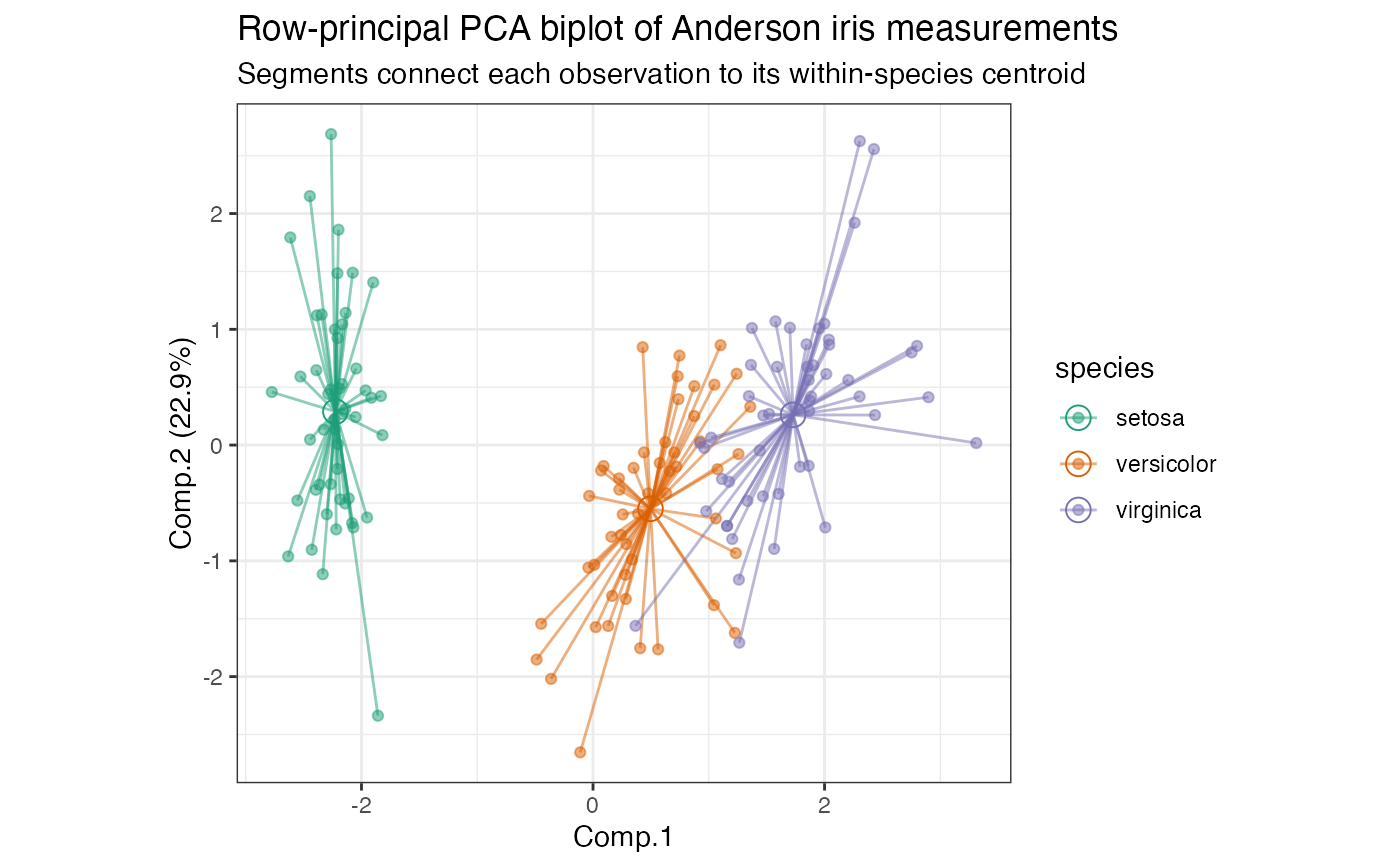 Row-principal PCA biplot of Anderson iris measurements
Segments connect each observation to its within-species centroid
2
1
0
-1
-2
Comp.2 (22.9%)
-2
0
2
Comp.1
species
setosa
versicolor
virginica